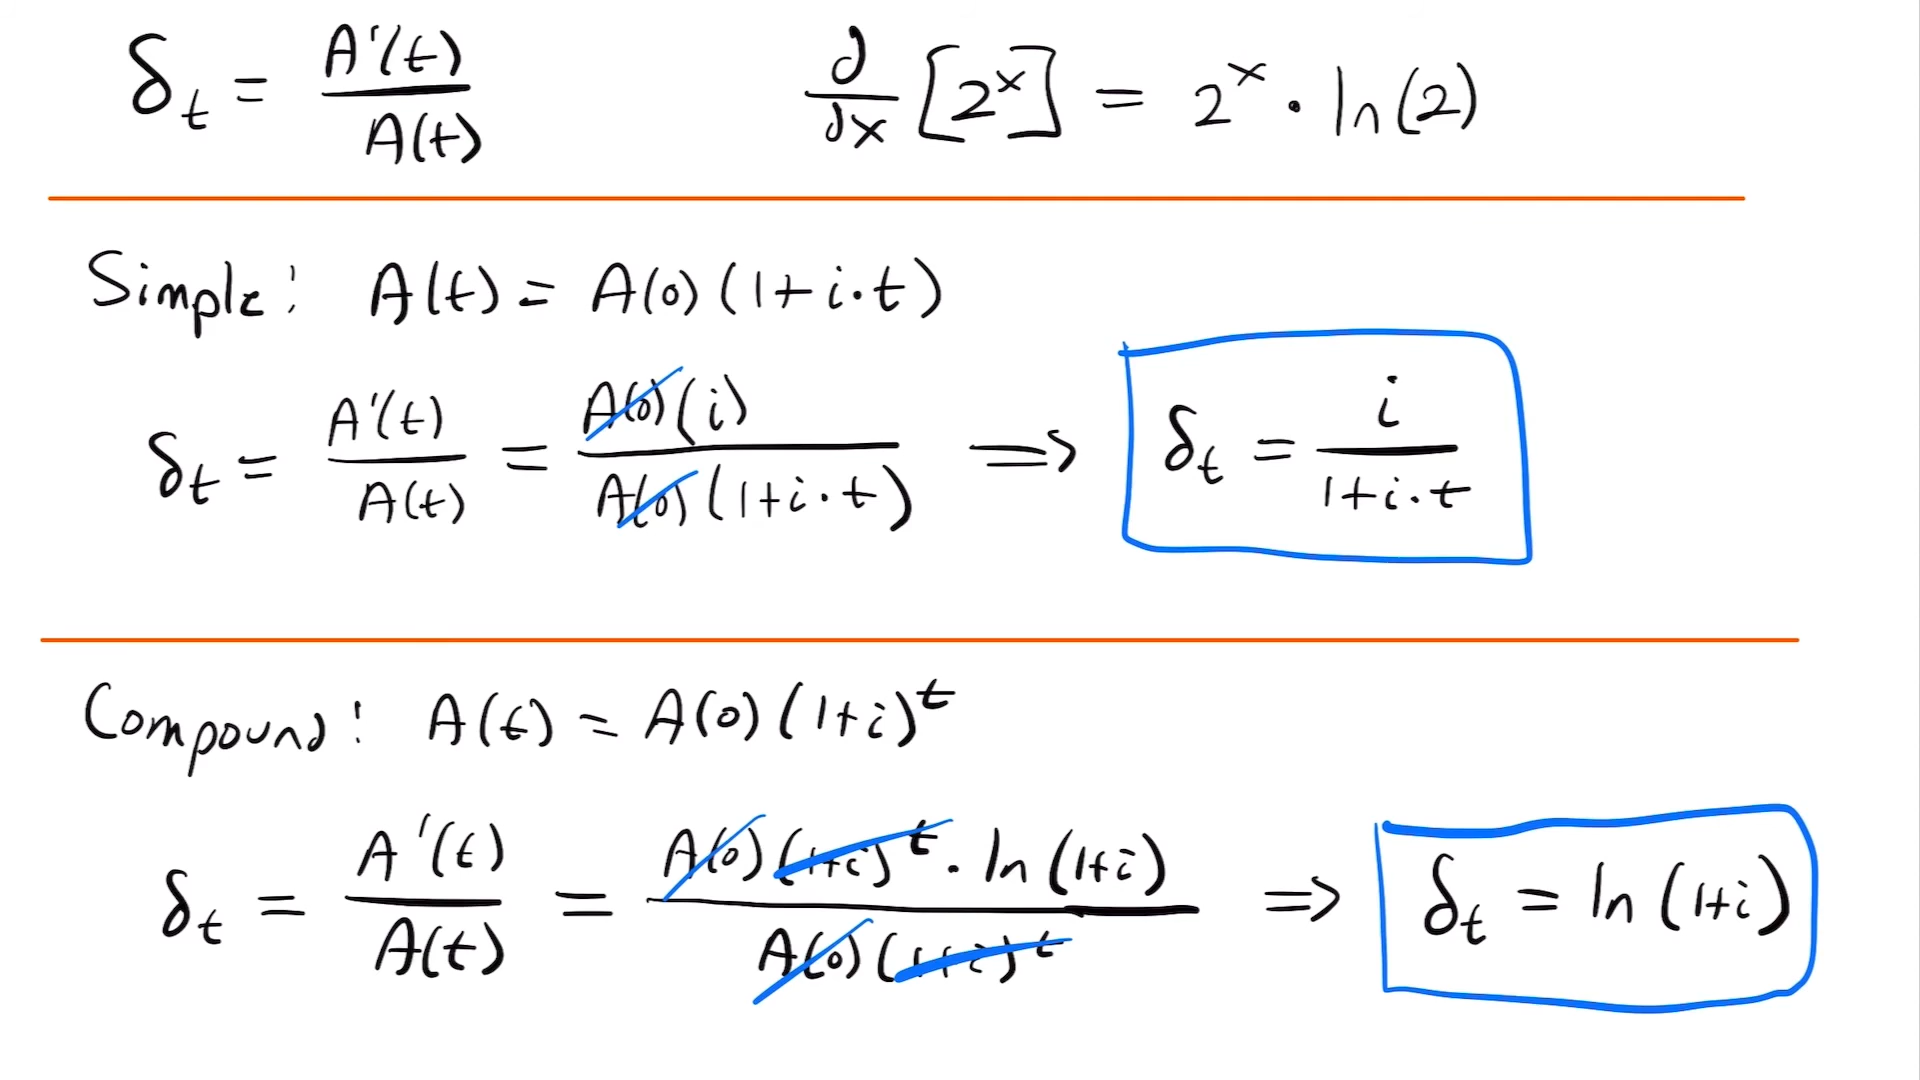 δ_t = A'(t) / A(t)    d/dx [2^x] = 2^x · ln(2)
Simple: A(t) = A(0)(1+i·t)
δ_t = A'(t) / A(t) = A(0)(i) / A(0)(1+i·t) ⟹ δ_t = i / 1+i·t
Compound: A(t) = A(0)(1+i)^t
δ_t = A'(t) / A(t) = A(0)(1+i)^t · ln(1+i) / A(0)(1+i)^t ⟹ δ_t = ln(1+i)